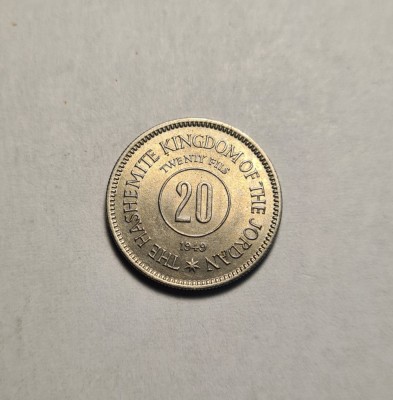 THE HASHEMITE KINGDOM OF THE JORDAN
TWENTY FILS
20
1949